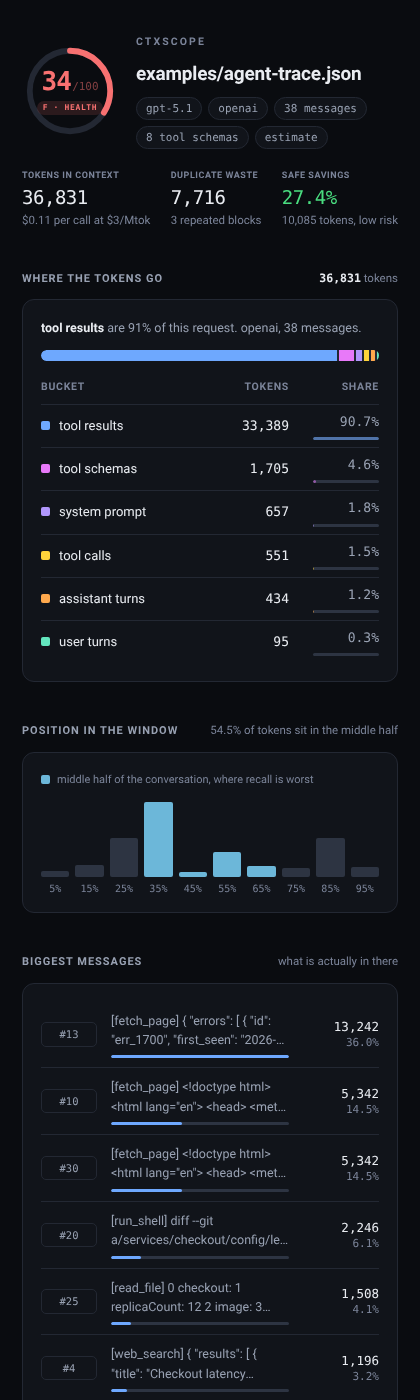 CTXSCOPE
34/100
F · HEALTH
examples/agent-trace.json
gpt-5.1 openai 38 messages
8 tool schemas estimate
TOKENS IN CONTEXT DUPLICATE WASTE SAFE SAVINGS
36,831 7,716 27.4%
$0.11 per call at $3/Mtok 3 repeated blocks 10,085 tokens, low risk
WHERE THE TOKENS GO 36,831 tokens
tool results are 91% of this request. openai, 38 messages.
BUCKET TOKENS SHARE
tool results 33,389 90.7%
tool schemas 1,705 4.6%
system prompt 657 1.8%
tool calls 551 1.5%
assistant turns 434 1.2%
user turns 95 0.3%
POSITION IN THE WINDOW 54.5% of tokens sit in the middle half
middle half of the conversation, where recall is worst
5% 15% 25% 35% 45% 55% 65% 75% 85% 95%
BIGGEST MESSAGES what is actually in there
#13 [fetch_page] { "errors": [ { "id": 13,242
"err_1700", "first_seen": "2026-… 36.0%
#10 [fetch_page] <!doctype html> 5,342
<html lang="en"> <head> <met… 14.5%
#30 [fetch_page] <!doctype html> 5,342
<html lang="en"> <head> <met… 14.5%
#20 [run_shell] diff --git 2,246
a/services/checkout/config/le… 6.1%
#25 [read_file] 0 checkout: 1 1,508
replicaCount: 12 2 image: 3… 4.1%
#4 [web_search] { "results": [ { 1,196
"title": "Checkout latency… 3.2%